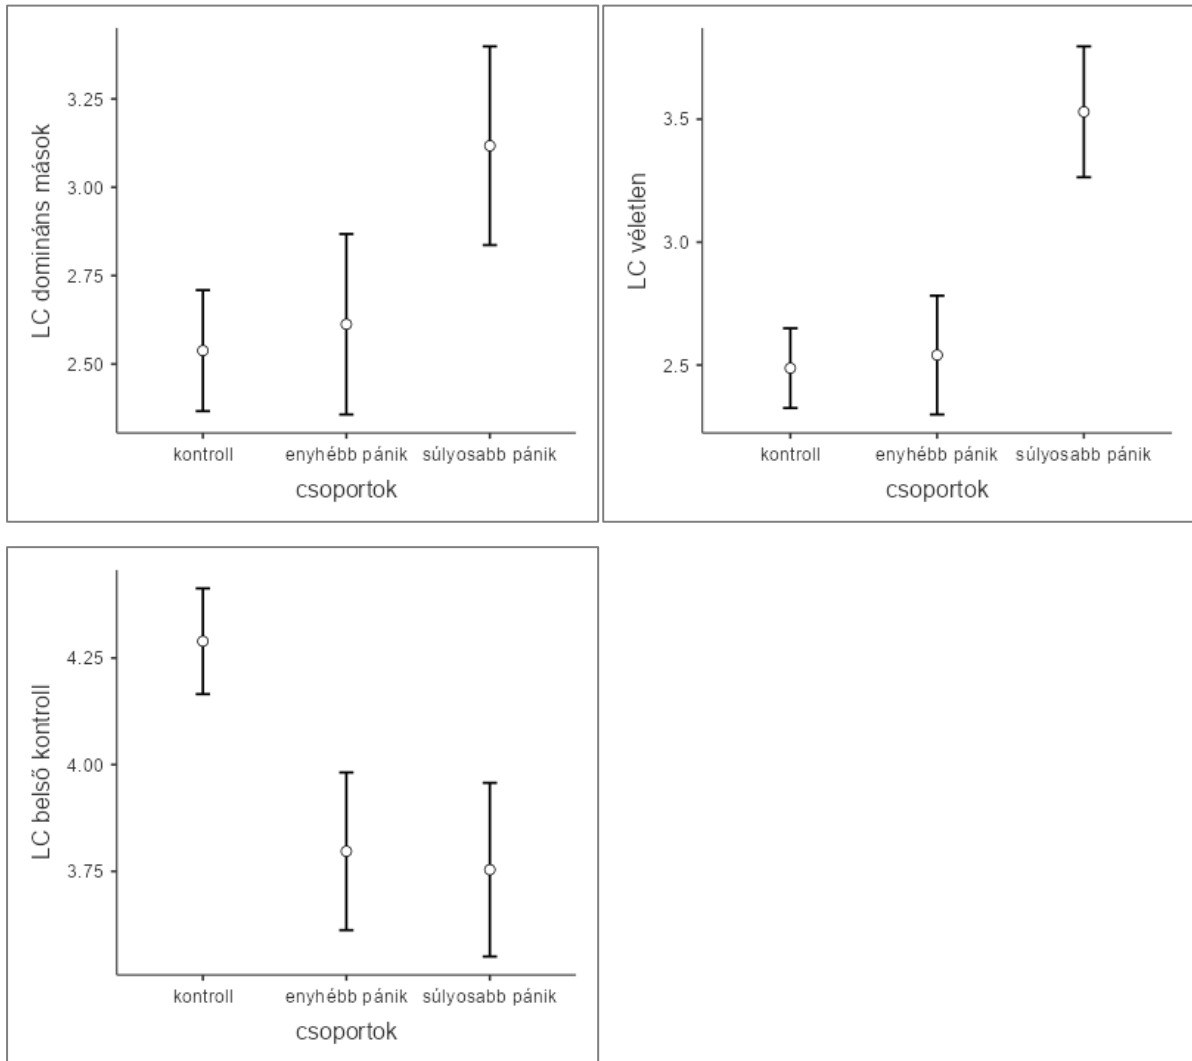 LC domináns mások
3.25
3.00
2.75
2.50
kontroll enyhébb pánik súlyosabb pánik
csoportok
LC véletlen
3.5
3.0
2.5
kontroll enyhébb pánik súlyosabb pánik
csoportok
LC belső kontroll
4.25
4.00
3.75
kontroll enyhébb pánik súlyosabb pánik
csoportok